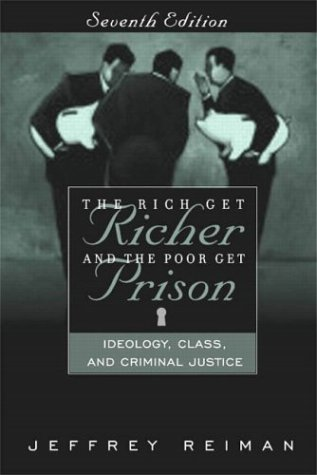 Seventh Edition
THE RICH GET
Richer
AND THE POOR GET
Prison
IDEOLOGY, CLASS,
AND CRIMINAL JUSTICE
JEFFREY REIMAN